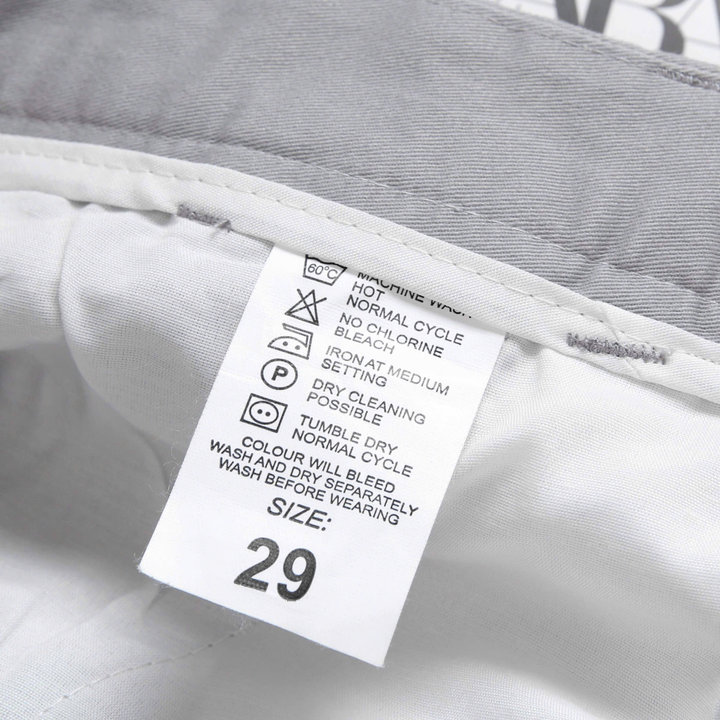 60°C MACHINE WASH
HOT
NORMAL CYCLE
NO CHLORINE
BLEACH
IRON AT MEDIUM
SETTING
P DRY CLEANING
POSSIBLE
TUMBLE DRY
NORMAL CYCLE
COLOUR WILL BLEED
WASH AND DRY SEPARATELY
WASH BEFORE WEARING
SIZE:
29